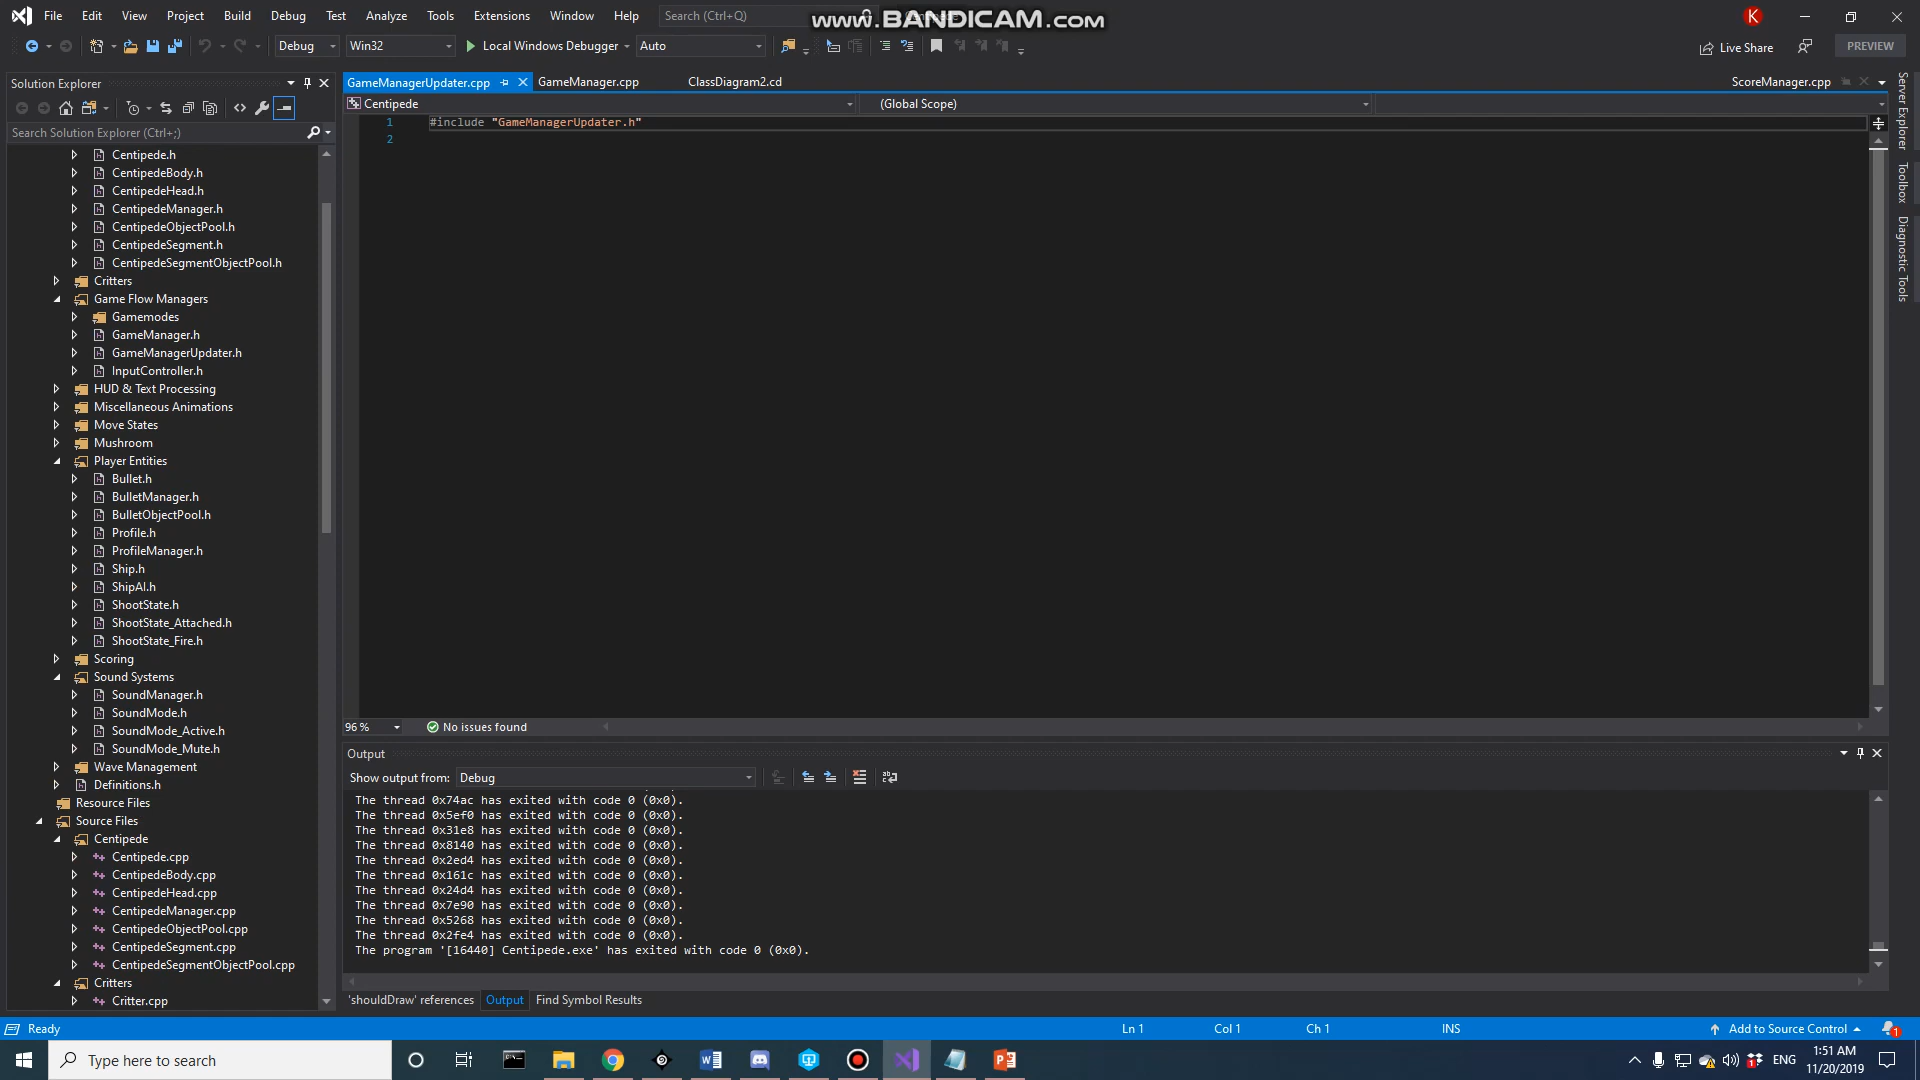 File Edit View Project Build Debug Test Analyze Tools Extensions Window Help Search (Ctrl+Q)
www.BANDICAM.com
K
Debug Win32 Local Windows Debugger Auto
Live Share
PREVIEW
Solution Explorer
Search Solution Explorer (Ctrl+;)
Centipede.h
CentipedeBody.h
CentipedeHead.h
CentipedeManager.h
CentipedeObjectPool.h
CentipedeSegment.h
CentipedeSegmentObjectPool.h
Critters
Game Flow Managers
Gamemodes
GameManager.h
GameManagerUpdater.h
InputController.h
HUD & Text Processing
Miscellaneous Animations
Move States
Mushroom
Player Entities
Bullet.h
BulletManager.h
BulletObjectPool.h
Profile.h
ProfileManager.h
Ship.h
ShipAI.h
ShootState.h
ShootState_Attached.h
ShootState_Fire.h
Scoring
Sound Systems
SoundManager.h
SoundMode.h
SoundMode_Active.h
SoundMode_Mute.h
Wave Management
Definitions.h
Resource Files
Source Files
Centipede
Centipede.cpp
CentipedeBody.cpp
CentipedeHead.cpp
CentipedeManager.cpp
CentipedeObjectPool.cpp
CentipedeSegment.cpp
CentipedeSegmentObjectPool.cpp
Critters
Critter.cpp
GameManagerUpdater.cpp GameManager.cpp ClassDiagram2.cd ScoreManager.cpp
Centipede (Global Scope)
1 #include "GameManagerUpdater.h"
2
96 % No issues found
Output
Show output from: Debug
The thread 0x74ac has exited with code 0 (0x0).
The thread 0x5ef0 has exited with code 0 (0x0).
The thread 0x31e8 has exited with code 0 (0x0).
The thread 0x8140 has exited with code 0 (0x0).
The thread 0x2ed4 has exited with code 0 (0x0).
The thread 0x161c has exited with code 0 (0x0).
The thread 0x24d4 has exited with code 0 (0x0).
The thread 0x7e90 has exited with code 0 (0x0).
The thread 0x5268 has exited with code 0 (0x0).
The thread 0x2fe4 has exited with code 0 (0x0).
The program '[16440] Centipede.exe' has exited with code 0 (0x0).
'shouldDraw' references Output Find Symbol Results
Server Explorer
Toolbox
Diagnostic Tools
Ready Ln 1 Col 1 Ch 1 INS Add to Source Control 1
Type here to search
ENG
1:51 AM
11/20/2019